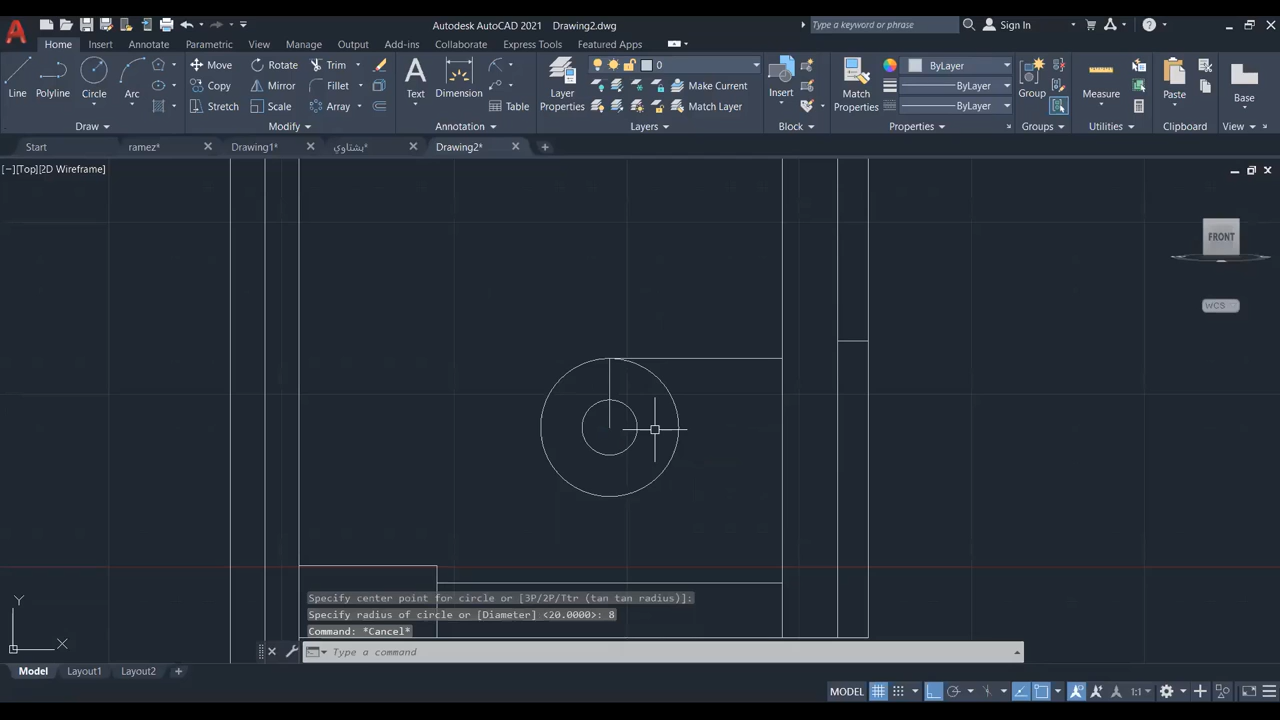 Autodesk AutoCAD 2021 Drawing2.dwg
Type a keyword or phrase
Sign In
Home Insert Annotate Parametric View Manage Output Add-ins Collaborate Express Tools Featured Apps
Line
Polyline
Circle
Arc
Move
Copy
Stretch
Rotate
Mirror
Scale
Trim
Fillet
Array
Text
Dimension
Table
Layer
Properties
0
Make Current
Match Layer
Insert
Match
Properties
ByLayer
ByLayer
ByLayer
Group
Measure
Paste
Base
Draw Modify Annotation Layers Block Properties Groups Utilities Clipboard View
Start ramez* Drawing1* بشتاوي* Drawing2*
[−][Top][2D Wireframe]
FRONT
WCS
Y
X
Specify center point for circle or [3P/2P/Ttr (tan tan radius)]:
Specify radius of circle or [Diameter] <20.0000>: 8
Command: *Cancel*
Type a command
Model Layout1 Layout2 +
MODEL 1:1